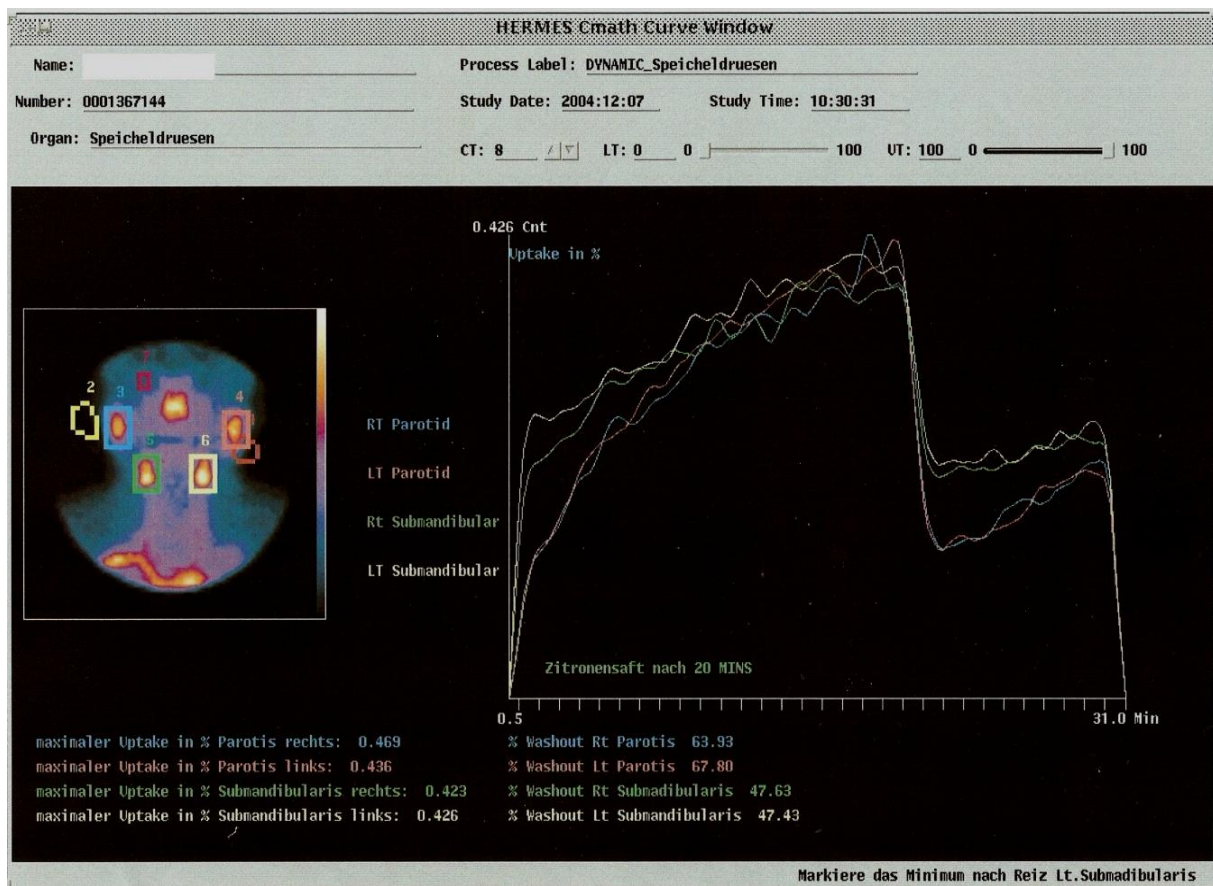 HERMES Cmath Curve Window
Name:
Process Label: DYNAMIC_Speicheldruesen
Number: 0001367144
Study Date: 2004:12:07 Study Time: 10:30:31
Organ: Speicheldruesen
CT: 8 LT: 0 0 100 UT: 100 0 100
0.426 Cnt
Uptake in %
2
3
4
5
6
RT Parotid
LT Parotid
Rt Submandibular
LT Submandibular
Zitronensaft nach 20 MINS
0.5 31.0 Min
maximaler Uptake in % Parotis rechts: 0.469 % Washout Rt Parotis 63.93
maximaler Uptake in % Parotis links: 0.436 % Washout Lt Parotis 67.80
maximaler Uptake in % Submandibularis rechts: 0.423 % Washout Rt Submadibularis 47.63
maximaler Uptake in % Submandibularis links: 0.426 % Washout Lt Submandibularis 47.43
Markiere das Minimum nach Reiz Lt.Submadibularis